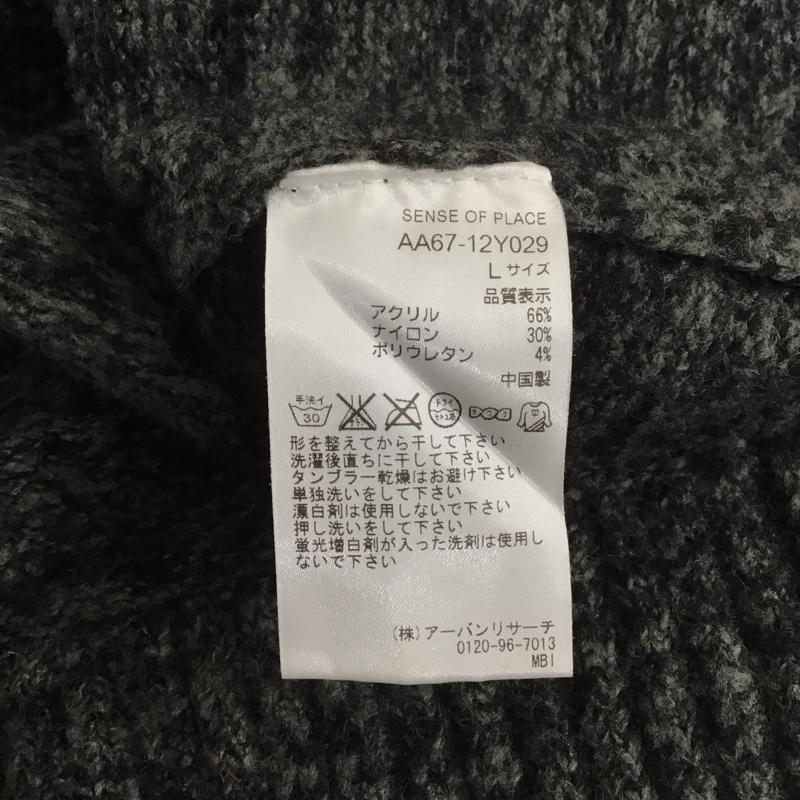 SENSE OF PLACE
AA67-12Y029
L サイズ
品質表示
アクリル 66%
ナイロン 30%
ポリウレタン 4%
中国製
手洗イ 30 ドライ セキユ系 平
形を整えてから干して下さい
洗濯後直ちに干して下さい
タンブラー乾燥はお避け下さい
単独洗いをして下さい
漂白剤は使用しないで下さい
押し洗いをして下さい
蛍光増白剤が入った洗剤は使用し
ないで下さい
(株)アーバンリサーチ
0120-96-7013
MBI